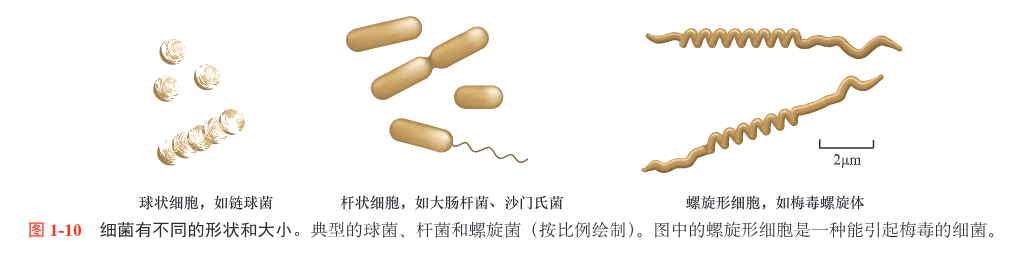 2μm
球状细胞，如链球菌
杆状细胞，如大肠杆菌、沙门氏菌
螺旋形细胞，如梅毒螺旋体
图 1-10 细菌有不同的形状和大小。典型的球菌、杆菌和螺旋菌（按比例绘制）。图中的螺旋形细胞是一种能引起梅毒的细菌。